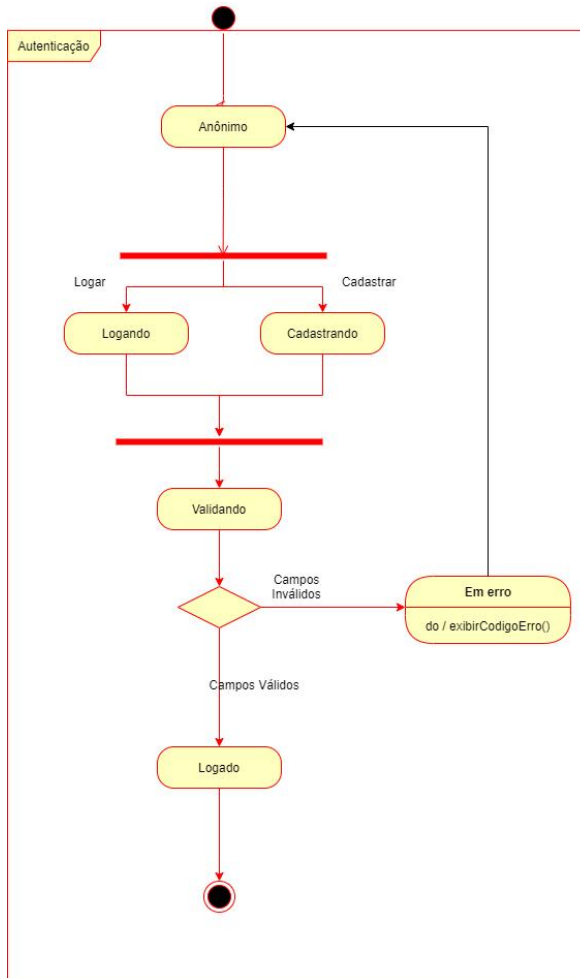 Autenticação
Anônimo
Logar
Cadastrar
Logando
Cadastrando
Validando
Campos
Inválidos
Em erro
do / exibirCodigoErro()
Campos Válidos
Logado